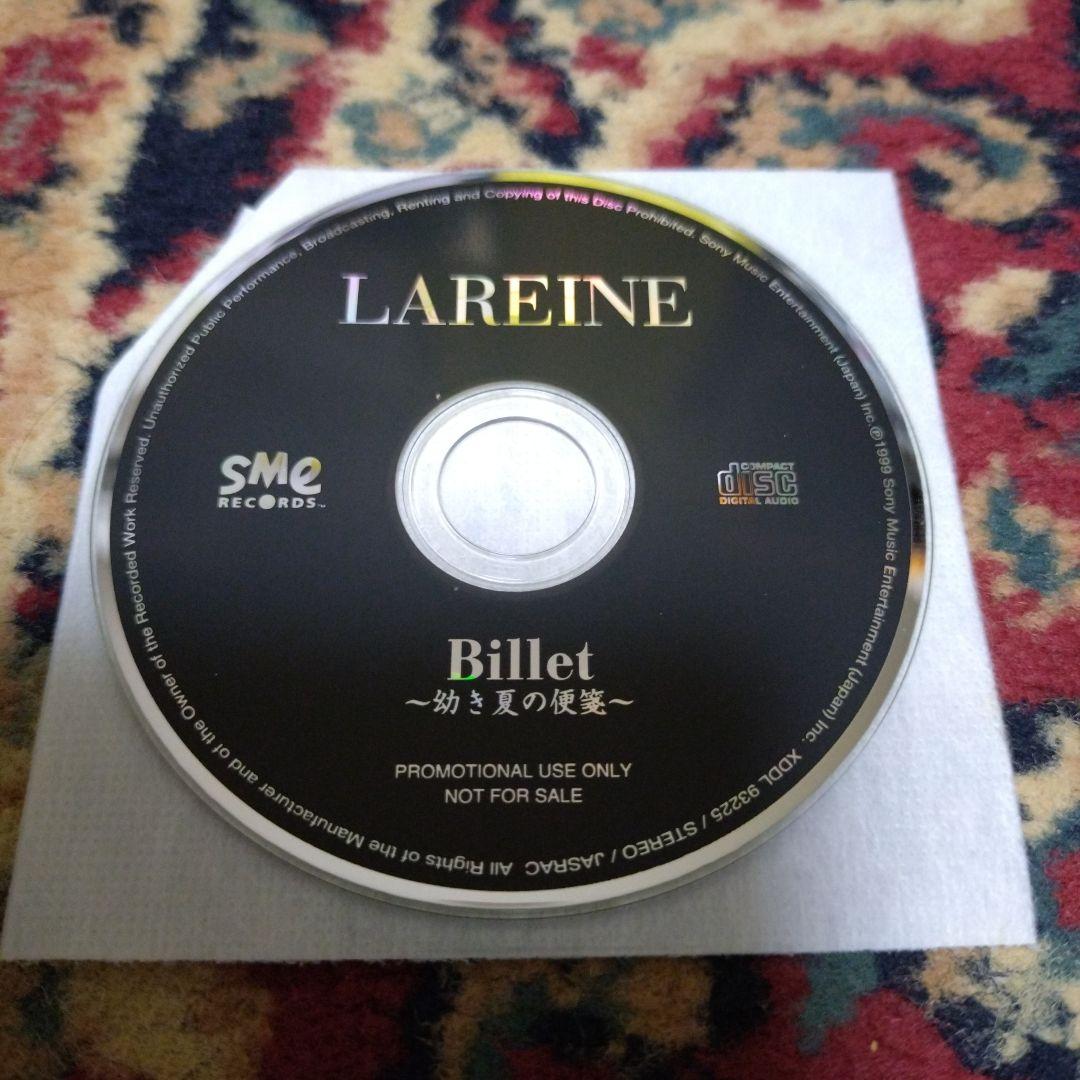 LAREINE
SME
RECORDS™
COMPACT
disc
DIGITAL AUDIO
Billet
～幼き夏の便箋～
PROMOTIONAL USE ONLY
NOT FOR SALE
All Rights of the Manufacturer and of the Owner of the Recorded Work Reserved. Unauthorized Public Performance, Broadcasting, Renting and Copying of this Disc Prohibited. Sony Music Entertainment (Japan) Inc. ℗1999 Sony Music Entertainment (Japan) Inc. XDDL 93225 / STEREO / JASRAC